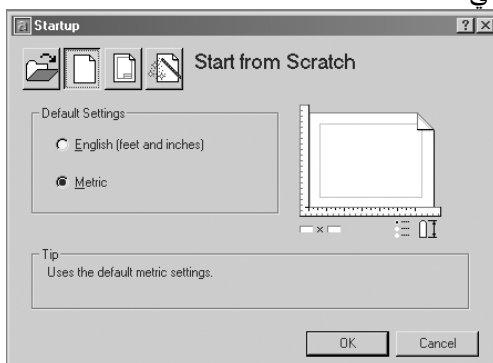 ي
Startup
Start from Scratch
Default Settings
English (feet and inches)
Metric
Tip
Uses the default metric settings.
OK
Cancel